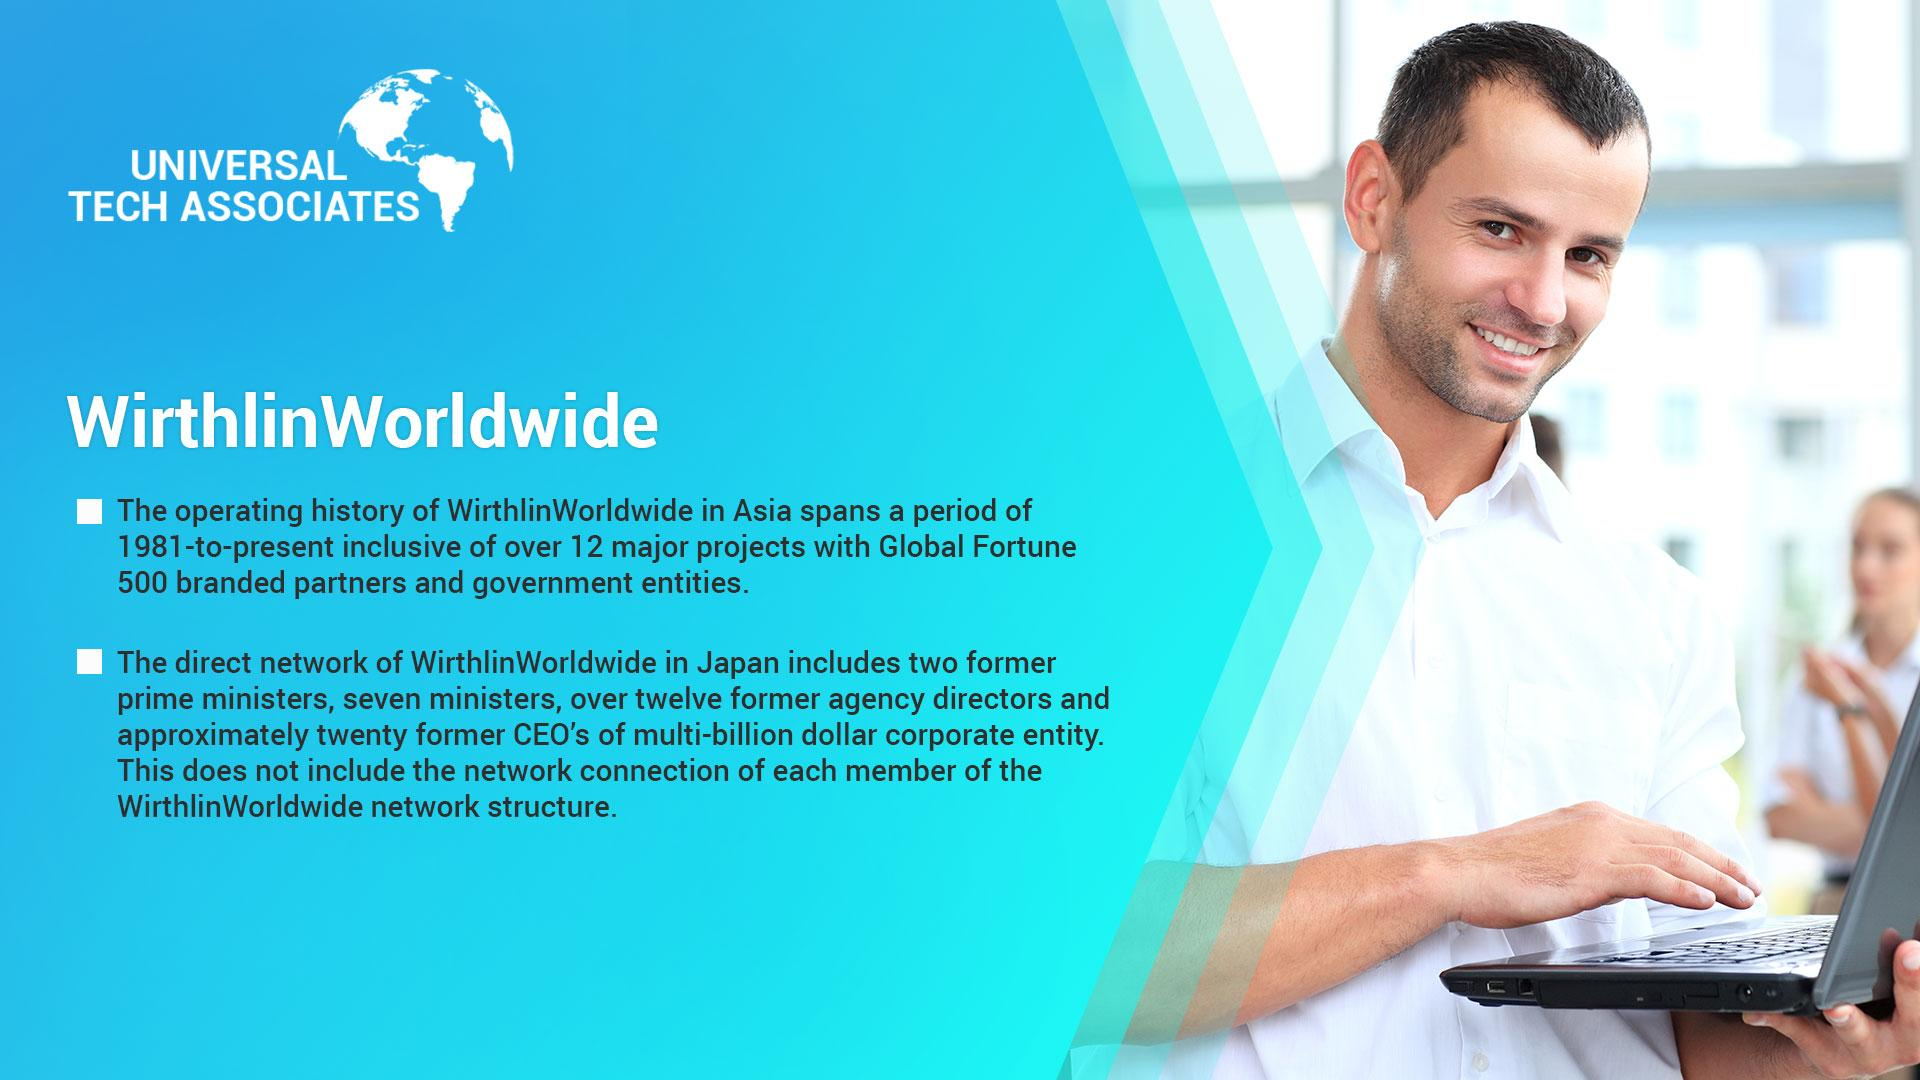 UNIVERSAL
TECH ASSOCIATES
WirthlinWorldwide
The operating history of WirthlinWorldwide in Asia spans a period of
1981-to-present inclusive of over 12 major projects with Global Fortune
500 branded partners and government entities.
The direct network of WirthlinWorldwide in Japan includes two former
prime ministers, seven ministers, over twelve former agency directors and
approximately twenty former CEO’s of multi-billion dollar corporate entity.
This does not include the network connection of each member of the
WirthlinWorldwide network structure.